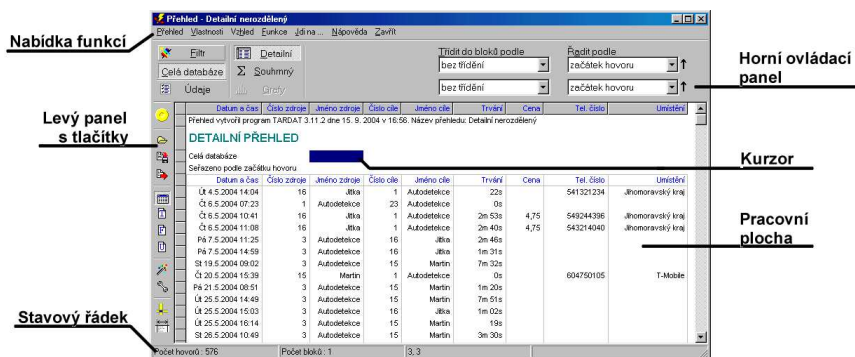 Přehled - Detailní nerozdělený
Přehled Vlastnosti Vzhled Funkce Jdi na ... Nápověda Zavřít
Nabídka funkcí
Filtr Detailní Třídit do bloků podle Řadit podle
bez třídění začátek hovoru
Celá databáze Σ Souhrnný
Údaje Grafy bez třídění začátek hovoru
Horní ovládací
panel
Datum a čas Číslo zdroje Jméno zdroje Číslo cíle Jméno cíle Trvání Cena Tel. číslo Umístění
Přehled vytvořil program TARDAT 3.11.2 dne 15. 9. 2004 v 16:56. Název přehledu: Detailní nerozdělený
Levý panel
s tlačítky
DETAILNÍ PŘEHLED
Celá databáze
Kurzor
Seřazeno podle začátku hovoru
Datum a čas Číslo zdroje Jméno zdroje Číslo cíle Jméno cíle Trvání Cena Tel. číslo Umístění
Út 4.5.2004 14:04 16 Jitka 1 Autodetekce 22s 541321234 Jihomoravský kraj
Čt 6.5.2004 07:23 1 Autodetekce 23 Autodetekce 0s
Čt 6.5.2004 10:41 16 Jitka 1 Autodetekce 2m 53s 4,75 549244396 Jihomoravský kraj
Čt 6.5.2004 11:08 16 Jitka 1 Autodetekce 2m 40s 4,75 543214040 Jihomoravský kraj
Pá 7.5.2004 11:25 3 Autodetekce 16 Jitka 2m 46s
Pá 7.5.2004 14:59 3 Autodetekce 16 Jitka 1m 31s
St 19.5.2004 09:02 3 Autodetekce 15 Martin 7m 32s
Čt 20.5.2004 15:39 15 Martin 1 Autodetekce 0s 604750105 T-Mobile
Pá 21.5.2004 08:51 3 Autodetekce 15 Martin 1m 20s
Út 25.5.2004 14:49 3 Autodetekce 15 Martin 7m 51s
Út 25.5.2004 15:03 3 Autodetekce 16 Jitka 1m 02s
Út 25.5.2004 16:14 3 Autodetekce 15 Martin 19s
St 26.5.2004 10:49 3 Autodetekce 15 Martin 3m 30s
Pracovní
plocha
Stavový řádek
Počet hovorů : 576 Počet bloků : 1 3, 3